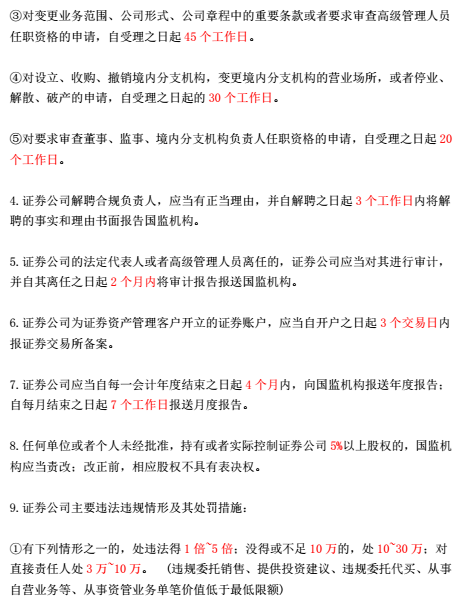 ③对变更业务范围、公司形式、公司章程中的重要条款或者要求审查高级管理人员
任职资格的申请，自受理之日起 45 个工作日。
④对设立、收购、撤销境内分支机构，变更境内分支机构的营业场所，或者停业、
解散、破产的申请，自受理之日起的 30 个工作日。
⑤对要求审查董事、监事、境内分支机构负责人任职资格的申请，自受理之日起 20
个工作日。
4.证券公司解聘合规负责人，应当有正当理由，并自解聘之日起 3 个工作日内将解
聘的事实和理由书面报告国监机构。
5.证券公司的法定代表人或者高级管理人员离任的，证券公司应当对其进行审计，
并自其离任之日起 2 个月内将审计报告报送国监机构。
6.证券公司为证券资产管理客户开立的证券账户，应当自开户之日起 3 个交易日内
报证券交易所备案。
7.证券公司应当自每一会计年度结束之日起 4 个月内，向国监机构报送年度报告；
自每月结束之日起 7 个工作日报送月度报告。
8.任何单位或者个人未经批准，持有或者实际控制证券公司 5%以上股权的，国监机
构应当责改；改正前，相应股权不具有表决权。
9.证券公司主要违法违规情形及其处罚措施：
①有下列情形之一的，处违法得 1 倍~5 倍；没得或不足 10 万的，处 10~30 万；对
直接责任人处 3 万~10 万。 (违规委托销售、提供投资建议、违规委托代买、从事
自营业务等、从事资管业务单笔价值低于最低限额)